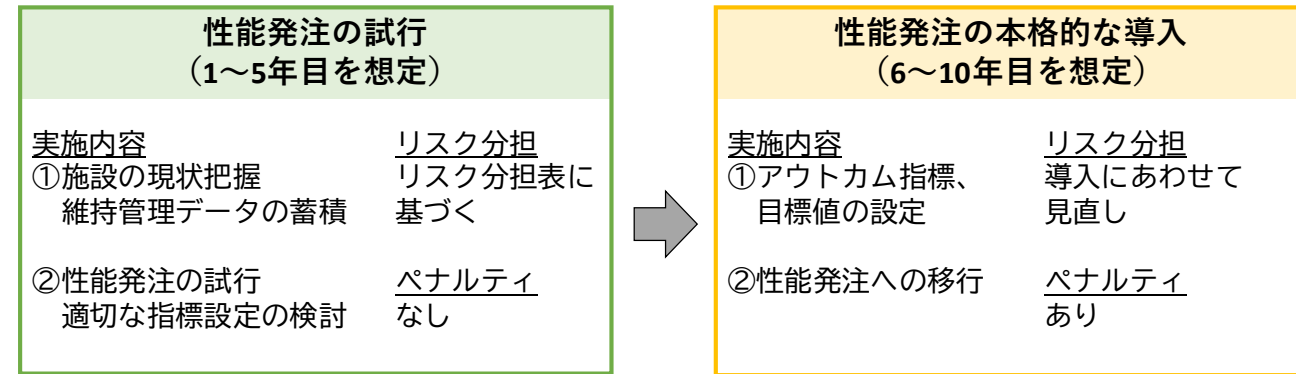 性能発注の試行
（1～5年目を想定）
実施内容
①施設の現状把握
維持管理データの蓄積
②性能発注の試行
適切な指標設定の検討
リスク分担
リスク分担表に
基づく
ペナルティ
なし
性能発注の本格的な導入
（6～10年目を想定）
実施内容
①アウトカム指標、
目標値の設定
②性能発注への移行
リスク分担
導入にあわせて
見直し
ペナルティ
あり